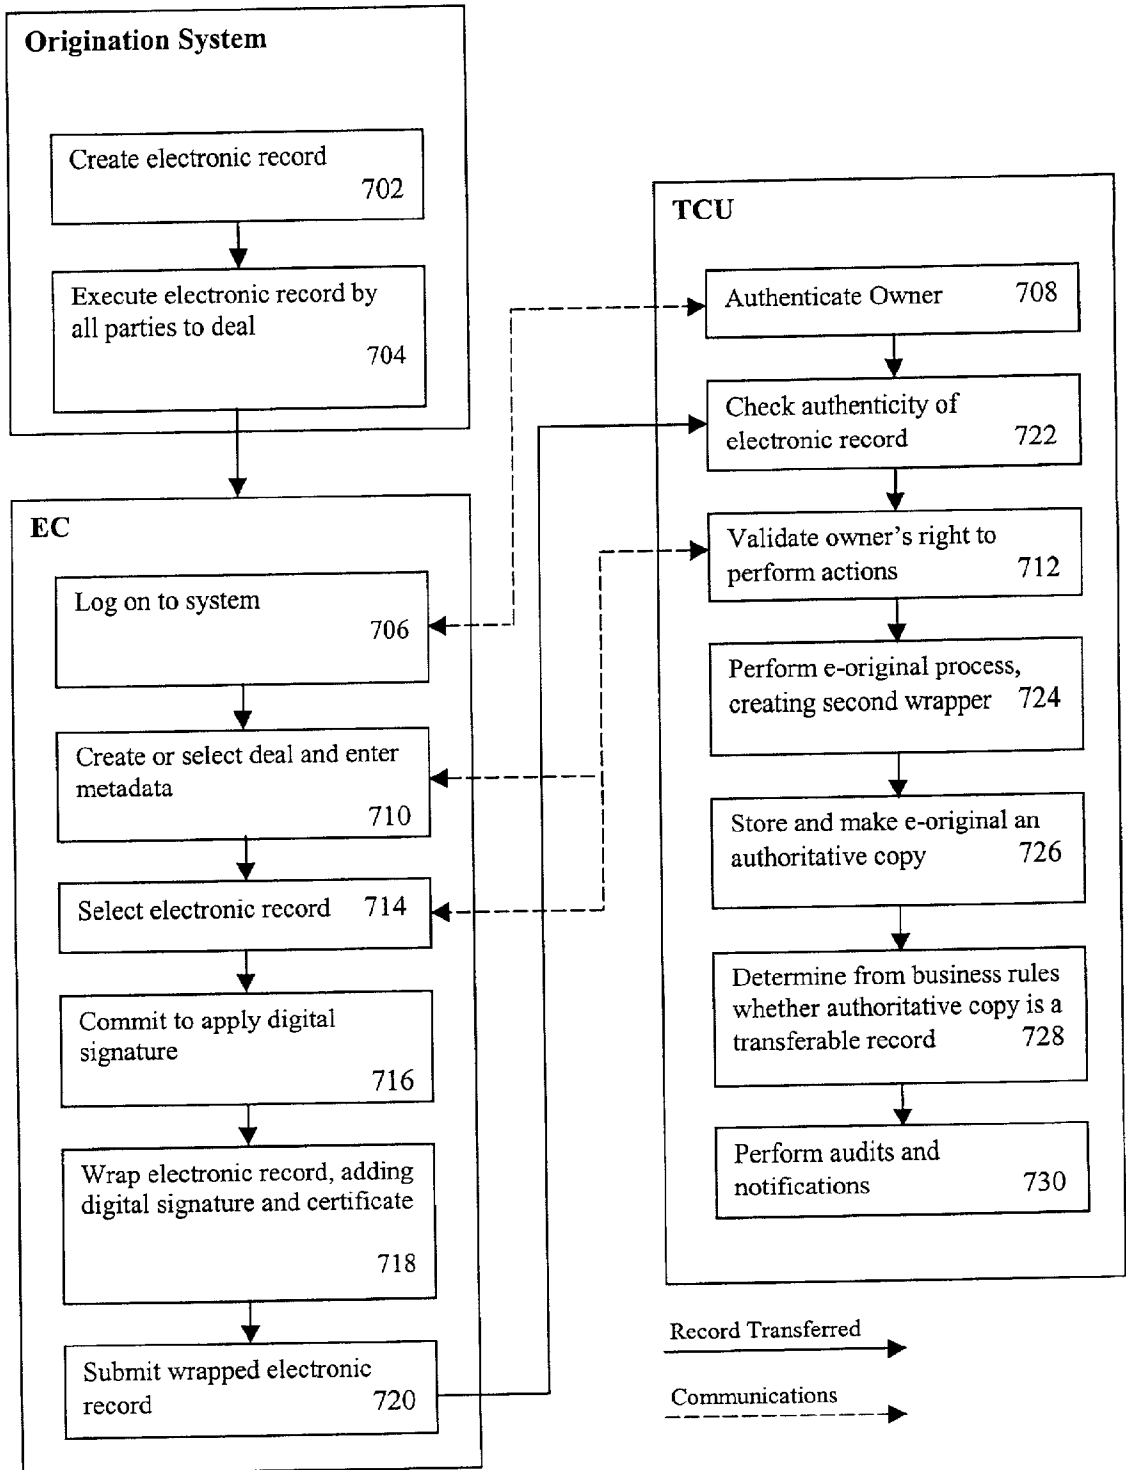 Origination System
Create electronic record
702
Execute electronic record by
all parties to deal
704
EC
Log on to system
706
Create or select deal and enter
metadata
710
Select electronic record 714
Commit to apply digital
signature
716
Wrap electronic record, adding
digital signature and certificate
718
Submit wrapped electronic
record 720
TCU
Authenticate Owner 708
Check authenticity of
electronic record 722
Validate owner's right to
perform actions 712
Perform e-original process,
creating second wrapper 724
Store and make e-original an
authoritative copy 726
Determine from business rules
whether authoritative copy is a
transferable record 728
Perform audits and
notifications 730
Record Transferred
Communications